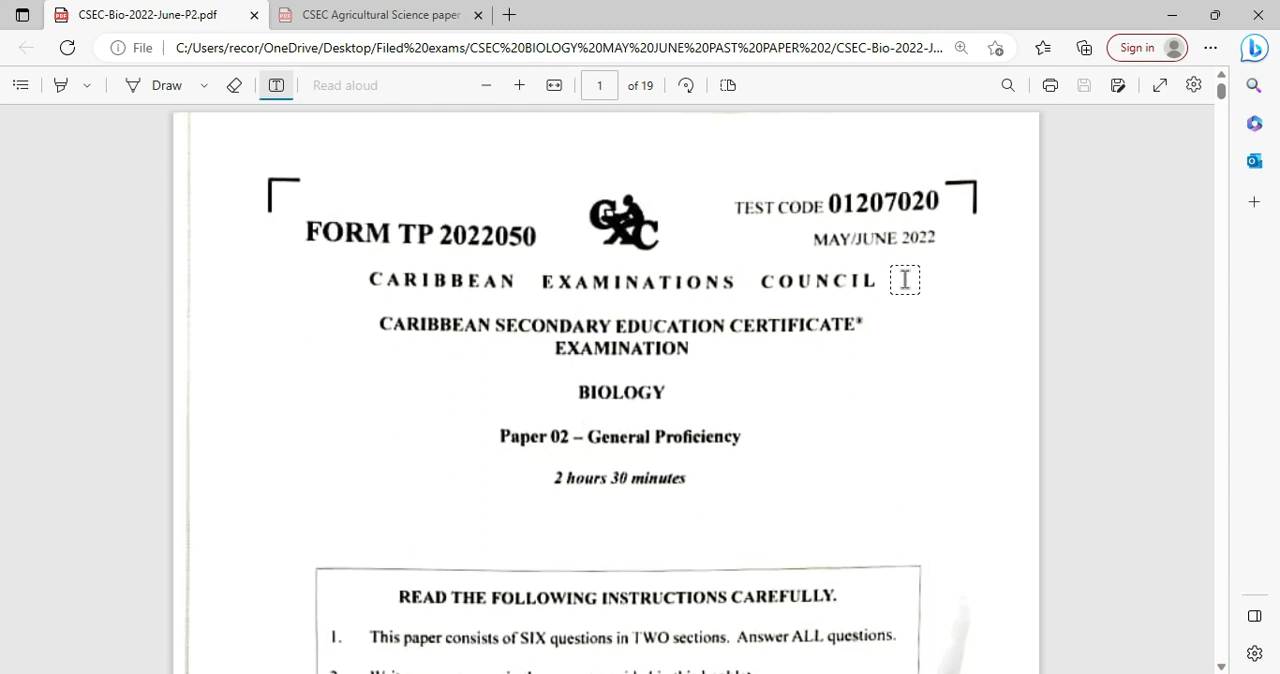 CSEC-Bio-2022-June-P2.pdf
CSEC Agricultural Science paper
File
C:/Users/recor/OneDrive/Desktop/Filed%20exams/CSEC%20BIOLOGY%20MAY%20JUNE%20PAST%20PAPER%202/CSEC-Bio-2022-J...
Sign in
Draw
Read aloud
1 of 19
FORM TP 2022050
CXC
TEST CODE 01207020
MAY/JUNE 2022
CARIBBEAN EXAMINATIONS COUNCIL
CARIBBEAN SECONDARY EDUCATION CERTIFICATE*
EXAMINATION
BIOLOGY
Paper 02 – General Proficiency
2 hours 30 minutes
READ THE FOLLOWING INSTRUCTIONS CAREFULLY.
1. This paper consists of SIX questions in TWO sections. Answer ALL questions.